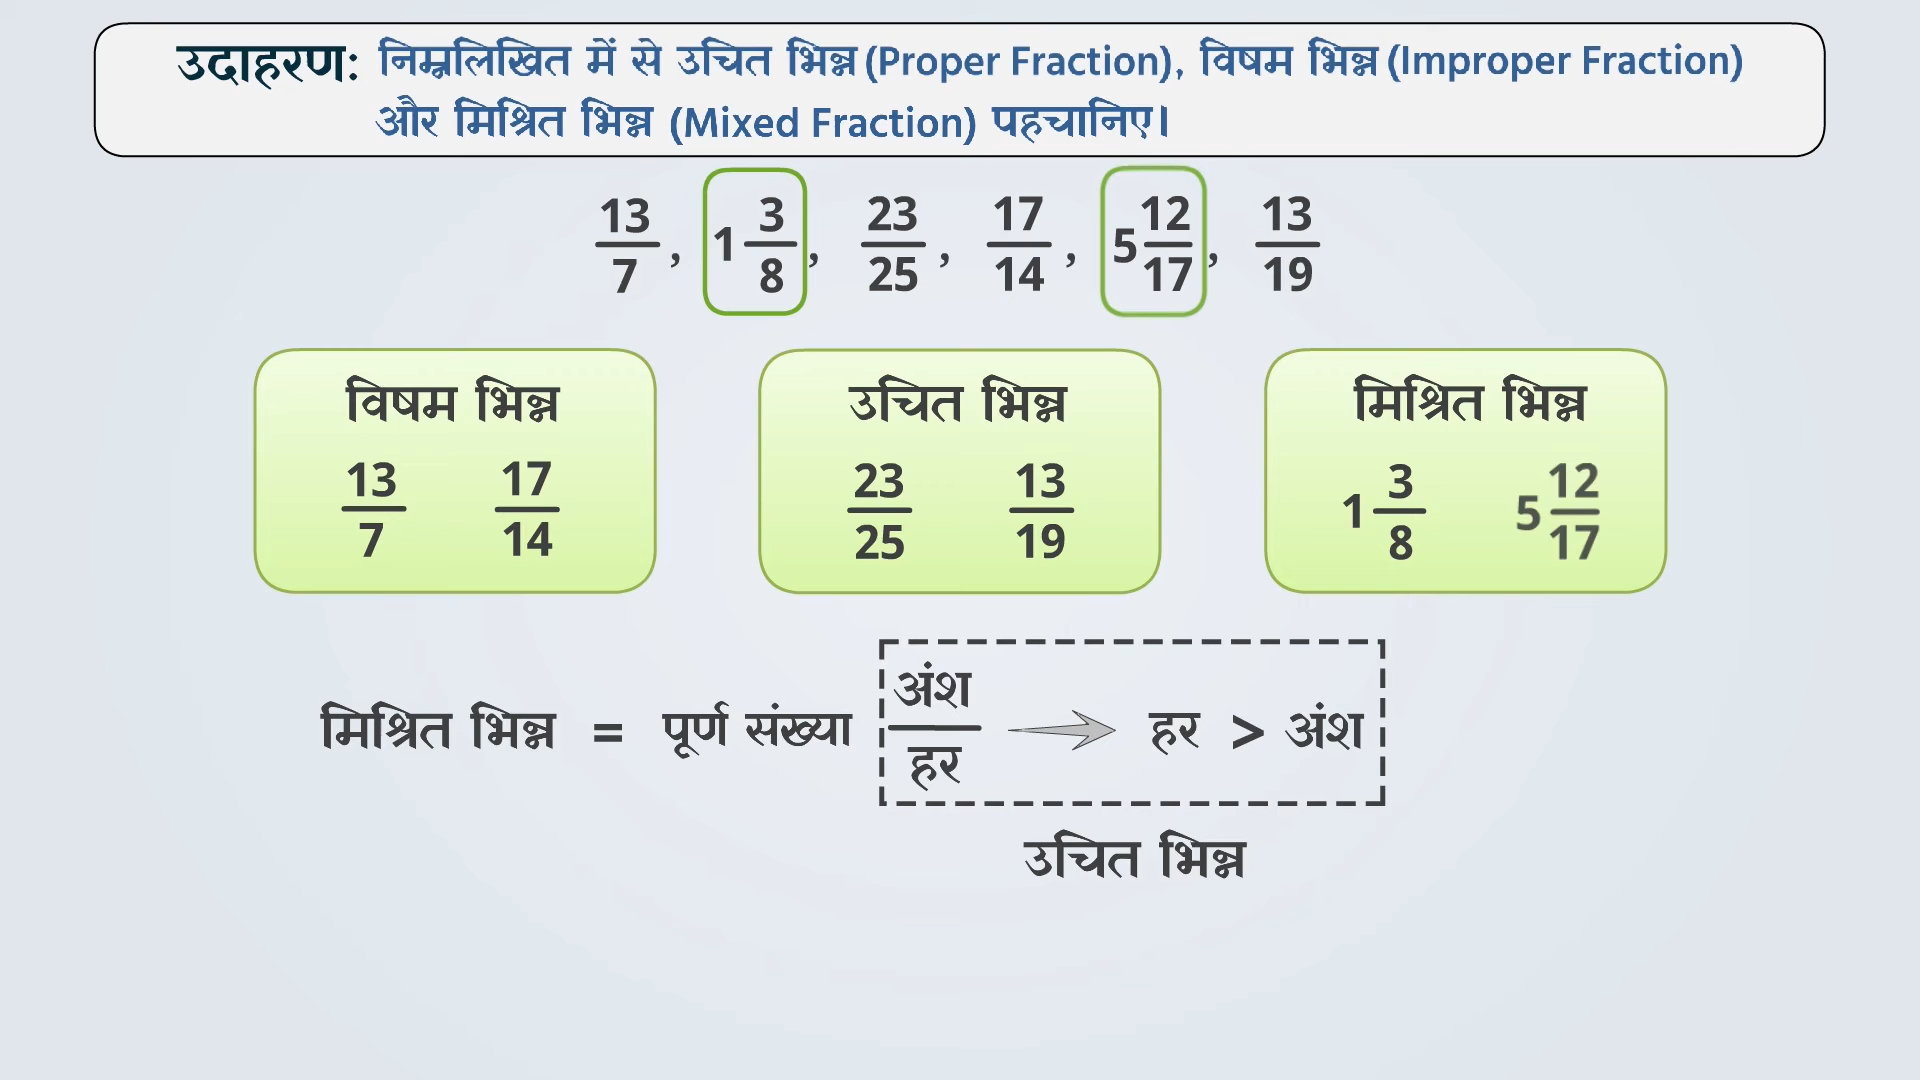 उदाहरण: निम्नलिखित में से उचित भिन्न (Proper Fraction), विषम भिन्न (Improper Fraction)
और मिश्रित भिन्न (Mixed Fraction) पहचानिए।
13/7, 1 3/8, 23/25, 17/14, 5 12/17, 13/19
विषम भिन्न
13/7 17/14
उचित भिन्न
23/25 13/19
मिश्रित भिन्न
1 3/8 5 12/17
मिश्रित भिन्न = पूर्ण संख्या अंश/हर → हर > अंश
उचित भिन्न